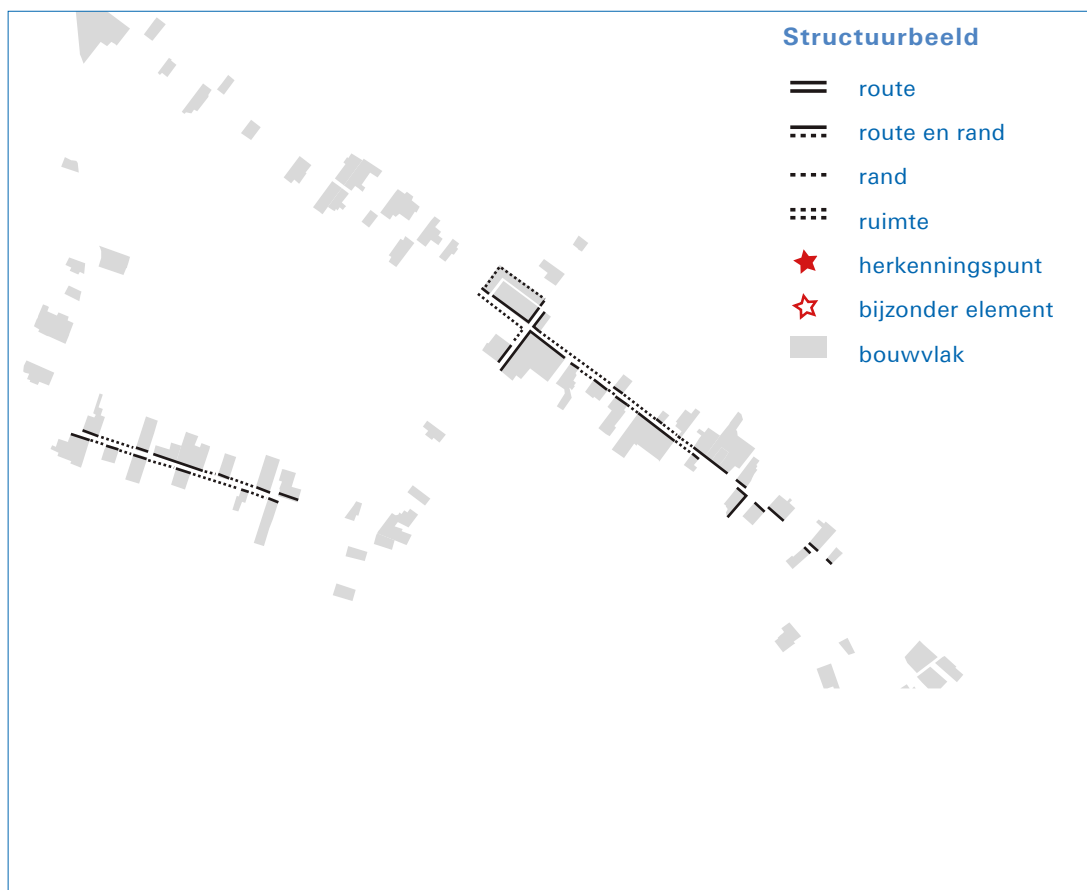 Structuurbeeld
route
route en rand
rand
ruimte
herkenningspunt
bijzonder element
bouwvlak